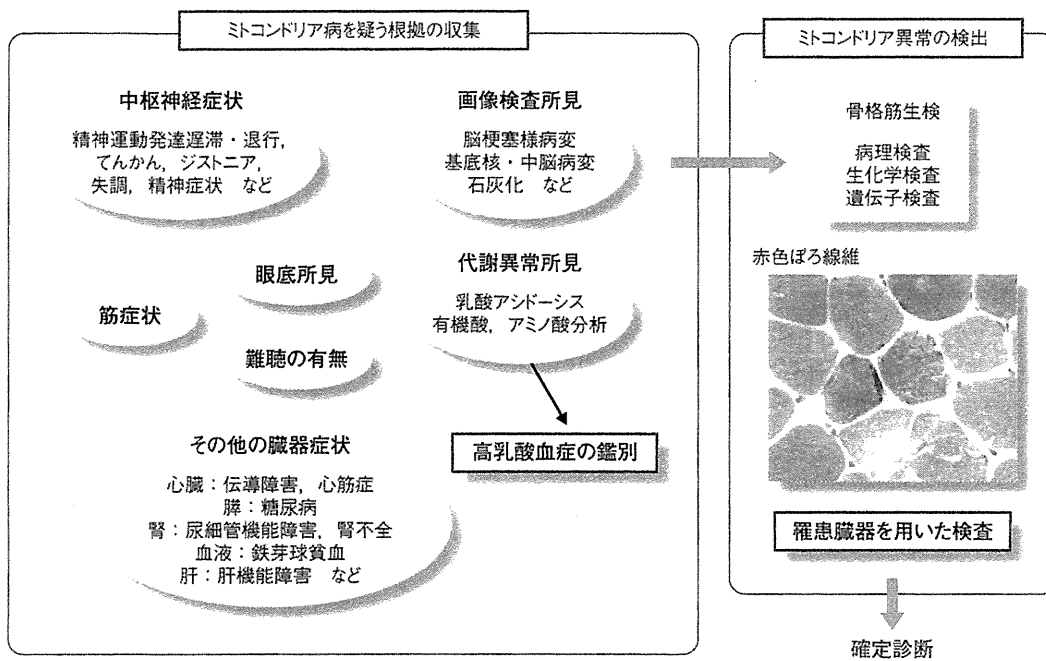 ミトコンドリア病を疑う根拠の収集
中枢神経症状
精神運動発達遅滞・退行,
てんかん, ジストニア,
失調, 精神症状 など
画像検査所見
脳梗塞様病変
基底核・中脳病変
石灰化 など
眼底所見
筋症状
難聴の有無
代謝異常所見
乳酸アシドーシス
有機酸, アミノ酸分析
高乳酸血症の鑑別
その他の臓器症状
心臓：伝導障害, 心筋症
膵：糖尿病
腎：尿細管機能障害, 腎不全
血液：鉄芽球貧血
肝：肝機能障害 など
ミトコンドリア異常の検出
骨格筋生検
病理検査
生化学検査
遺伝子検査
赤色ぼろ線維
罹患臓器を用いた検査
確定診断